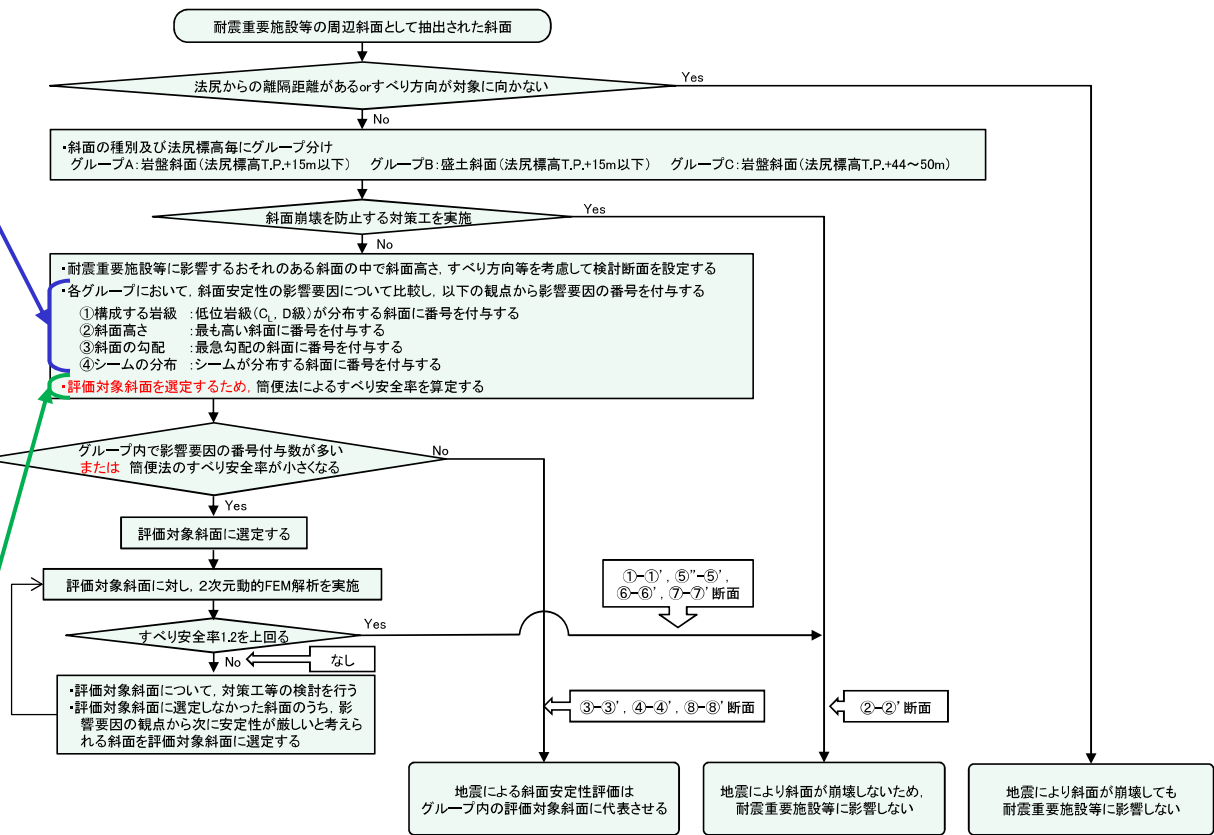 耐震重要施設等の周辺斜面として抽出された斜面
法尻からの離隔距離があるorすべり方向が対象に向かない
Yes
No
・斜面の種別及び法尻標高毎にグループ分け
グループA：岩盤斜面（法尻標高T.P.+15m以下）　グループB：盛土斜面（法尻標高T.P.+15m以下）　グループC：岩盤斜面（法尻標高T.P.+44～50m）
斜面崩壊を防止する対策工を実施
Yes
No
・耐震重要施設等に影響するおそれのある斜面の中で斜面高さ，すべり方向等を考慮して検討断面を設定する
・各グループにおいて，斜面安定性の影響要因について比較し，以下の観点から影響要因の番号を付与する
①構成する岩級　：低位岩級（CL，D級）が分布する斜面に番号を付与する
②斜面高さ　：最も高い斜面に番号を付与する
③斜面の勾配　：最急勾配の斜面に番号を付与する
④シームの分布　：シームが分布する斜面に番号を付与する
・評価対象斜面を選定するため，簡便法によるすべり安全率を算定する
グループ内で影響要因の番号付与数が多い
または　簡便法のすべり安全率が小さくなる
No
Yes
評価対象斜面に選定する
評価対象斜面に対し，2次元動的FEM解析を実施
①-①’，⑤”-⑤’，
⑥-⑥’，⑦-⑦’断面
すべり安全率1.2を上回る
Yes
No
なし
・評価対象斜面について，対策工等の検討を行う
・評価対象斜面に選定しなかった斜面のうち，影
響要因の観点から次に安定性が厳しいと考えら
れる斜面を評価対象斜面に選定する
③-③’，④-④’，⑧-⑧’断面
②-②’断面
地震による斜面安定性評価は
グループ内の評価対象斜面に代表させる
地震により斜面が崩壊しないため，
耐震重要施設等に影響しない
地震により斜面が崩壊しても
耐震重要施設等に影響しない